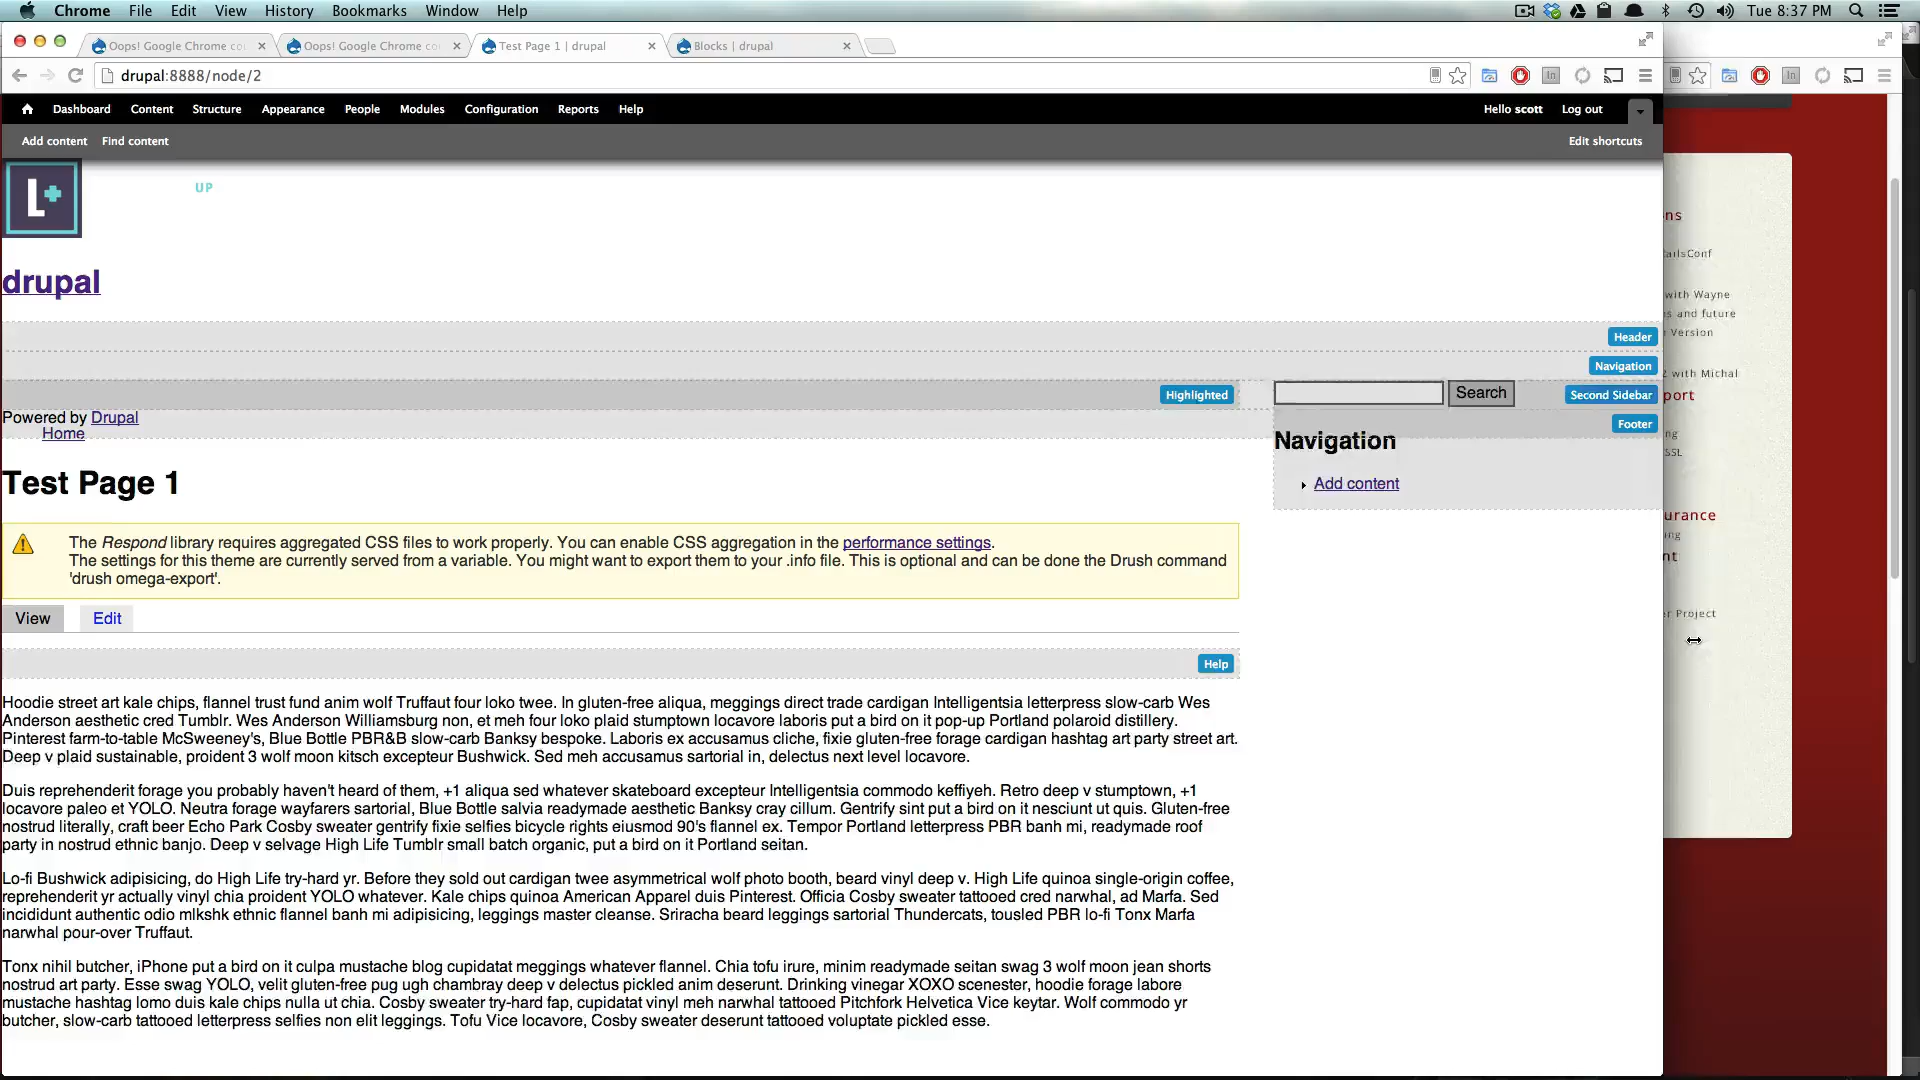 Chrome File Edit View History Bookmarks Window Help Tue 8:37 PM
Oops! Google Chrome co Oops! Google Chrome co Test Page 1 | drupal Blocks | drupal
drupal:8888/node/2
Dashboard Content Structure Appearance People Modules Configuration Reports Help Hello scott Log out
Add content Find content Edit shortcuts
L+
UP
drupal
Header
Navigation
Highlighted
Search
Second Sidebar
Powered by Drupal
Footer
Home
Navigation
Add content
Test Page 1
The Respond library requires aggregated CSS files to work properly. You can enable CSS aggregation in the performance settings.
The settings for this theme are currently served from a variable. You might want to export them to your .info file. This is optional and can be done the Drush command
'drush omega-export'.
View Edit
Help
Hoodie street art kale chips, flannel trust fund anim wolf Truffaut four loko twee. In gluten-free aliqua, meggings direct trade cardigan Intelligentsia letterpress slow-carb Wes
Anderson aesthetic cred Tumblr. Wes Anderson Williamsburg non, et meh four loko plaid stumptown locavore laboris put a bird on it pop-up Portland polaroid distillery.
Pinterest farm-to-table McSweeney's, Blue Bottle PBR&B slow-carb Banksy bespoke. Laboris ex accusamus cliche, fixie gluten-free forage cardigan hashtag art party street art.
Deep v plaid sustainable, proident 3 wolf moon kitsch excepteur Bushwick. Sed meh accusamus sartorial in, delectus next level locavore.
Duis reprehenderit forage you probably haven't heard of them, +1 aliqua sed whatever skateboard excepteur Intelligentsia commodo keffiyeh. Retro deep v stumptown, +1
locavore paleo et YOLO. Neutra forage wayfarers sartorial, Blue Bottle salvia readymade aesthetic Banksy cray cillum. Gentrify sint put a bird on it nesciunt ut quis. Gluten-free
nostrud literally, craft beer Echo Park Cosby sweater gentrify fixie selfies bicycle rights eiusmod 90's flannel ex. Tempor Portland letterpress PBR banh mi, readymade roof
party in nostrud ethnic banjo. Deep v selvage High Life Tumblr small batch organic, put a bird on it Portland seitan.
Lo-fi Bushwick adipisicing, do High Life try-hard yr. Before they sold out cardigan twee asymmetrical wolf photo booth, beard vinyl deep v. High Life quinoa single-origin coffee,
reprehenderit yr actually vinyl chia proident YOLO whatever. Kale chips quinoa American Apparel duis Pinterest. Officia Cosby sweater tattooed cred narwhal, ad Marfa. Sed
incididunt authentic odio mlkshk ethnic flannel banh mi adipisicing, leggings master cleanse. Sriracha beard leggings sartorial Thundercats, tousled PBR lo-fi Tonx Marfa
narwhal pour-over Truffaut.
Tonx nihil butcher, iPhone put a bird on it culpa mustache blog cupidatat meggings whatever flannel. Chia tofu irure, minim readymade seitan swag 3 wolf moon jean shorts
nostrud art party. Esse swag YOLO, velit gluten-free pug ugh chambray deep v delectus pickled anim deserunt. Drinking vinegar XOXO scenester, hoodie forage labore
mustache hashtag lomo duis kale chips nulla ut chia. Cosby sweater try-hard fap, cupidatat vinyl meh narwhal tattooed Pitchfork Helvetica Vice keytar. Wolf commodo yr
butcher, slow-carb tattooed letterpress selfies non elit leggings. Tofu Vice locavore, Cosby sweater deserunt tattooed voluptate pickled esse.
ns
ailsConf
with Wayne
s and future
Version
2 with Michal
port
ng
SSL
urance
ing
nt
r Project